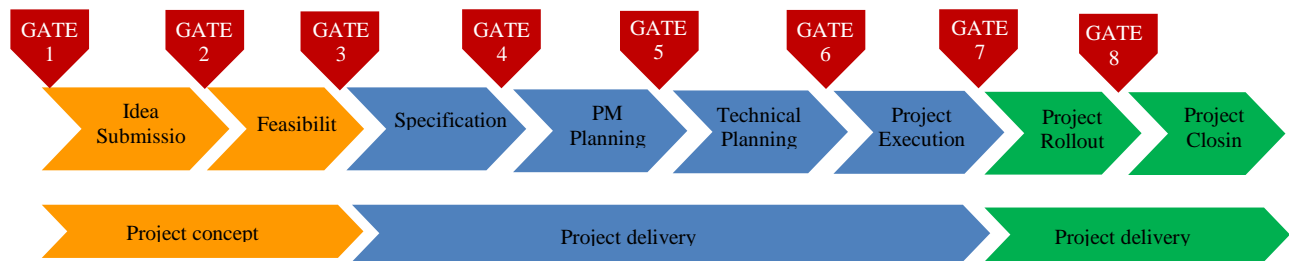 GATE
1
GATE
2
GATE
3
GATE
4
GATE
5
GATE
6
GATE
7
GATE
8
Idea
Submissio
Feasibilit
Specification
PM
Planning
Technical
Planning
Project
Execution
Project
Rollout
Project
Closin
Project concept
Project delivery
Project delivery